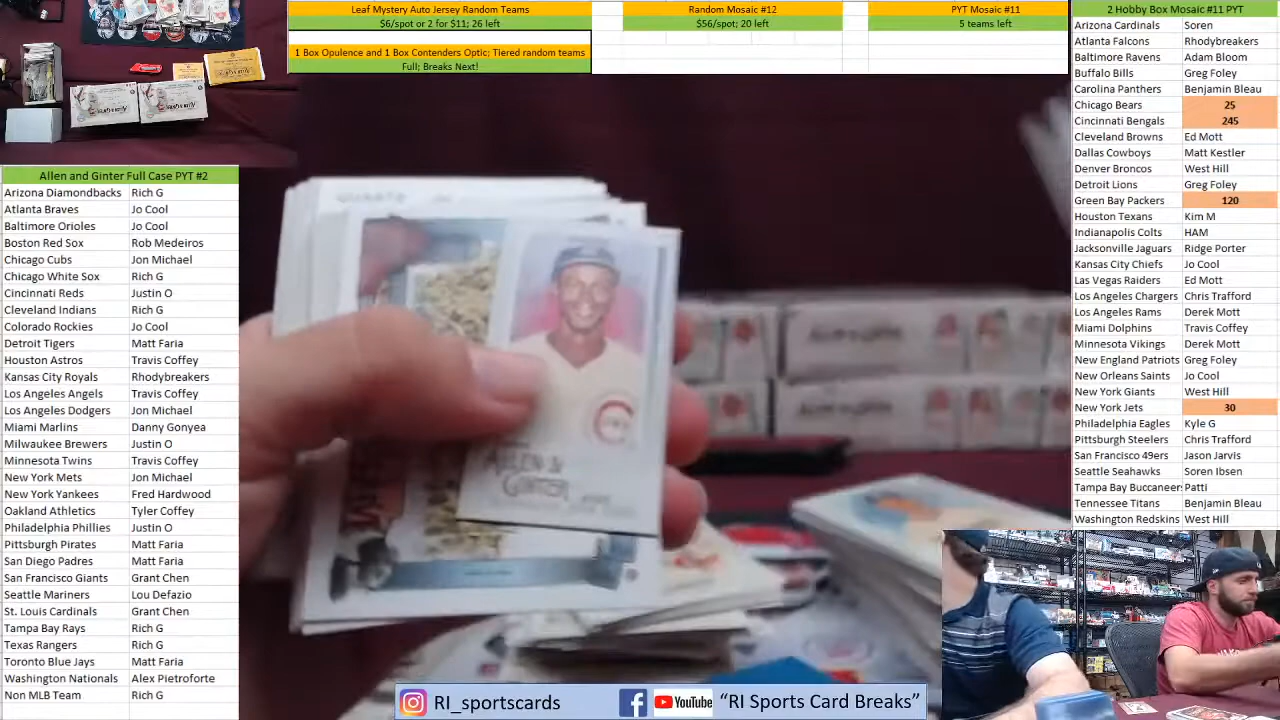 Leaf Mystery Auto Jersey Random Teams
$6/spot or 2 for $11; 26 left
1 Box Opulence and 1 Box Contenders Optic; Tiered random teams
Full; Breaks Next!
Random Mosaic #12
$56/spot; 20 left
PYT Mosaic #11
5 teams left
2 Hobby Box Mosaic #11 PYT
Arizona Cardinals Soren
Atlanta Falcons Rhodybreakers
Baltimore Ravens Adam Bloom
Buffalo Bills Greg Foley
Carolina Panthers Benjamin Bleau
Chicago Bears 25
Cincinnati Bengals 245
Cleveland Browns Ed Mott
Dallas Cowboys Matt Kestler
Denver Broncos West Hill
Detroit Lions Greg Foley
Green Bay Packers 120
Houston Texans Kim M
Indianapolis Colts HAM
Jacksonville Jaguars Ridge Porter
Kansas City Chiefs Jo Cool
Las Vegas Raiders Ed Mott
Los Angeles Chargers Chris Trafford
Los Angeles Rams Derek Mott
Miami Dolphins Travis Coffey
Minnesota Vikings Derek Mott
New England Patriots Greg Foley
New Orleans Saints Jo Cool
New York Giants West Hill
New York Jets 30
Philadelphia Eagles Kyle G
Pittsburgh Steelers Chris Trafford
San Francisco 49ers Jason Jarvis
Seattle Seahawks Soren Ibsen
Tampa Bay Buccaneers Patti
Tennessee Titans Benjamin Bleau
Washington Redskins West Hill
Allen and Ginter Full Case PYT #2
Arizona Diamondbacks Rich G
Atlanta Braves Jo Cool
Baltimore Orioles Jo Cool
Boston Red Sox Rob Medeiros
Chicago Cubs Jon Michael
Chicago White Sox Rich G
Cincinnati Reds Justin O
Cleveland Indians Rich G
Colorado Rockies Jo Cool
Detroit Tigers Matt Faria
Houston Astros Travis Coffey
Kansas City Royals Rhodybreakers
Los Angeles Angels Travis Coffey
Los Angeles Dodgers Jon Michael
Miami Marlins Danny Gonyea
Milwaukee Brewers Justin O
Minnesota Twins Travis Coffey
New York Mets Jon Michael
New York Yankees Fred Hardwood
Oakland Athletics Tyler Coffey
Philadelphia Phillies Justin O
Pittsburgh Pirates Matt Faria
San Diego Padres Matt Faria
San Francisco Giants Grant Chen
Seattle Mariners Lou Defazio
St. Louis Cardinals Grant Chen
Tampa Bay Rays Rich G
Texas Rangers Rich G
Toronto Blue Jays Matt Faria
Washington Nationals Alex Pietroforte
Non MLB Team Rich G
ALLEN &
GINTER
RI_sportscards
YouTube
"RI Sports Card Breaks"